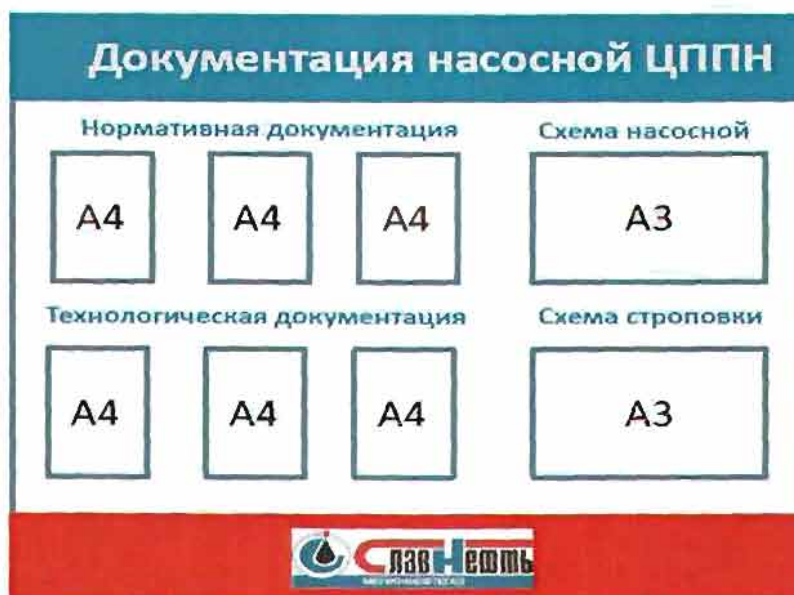 Документация насосной ЦППН
Нормативная документация
Схема насосной
А4
А4
А4
А3
Технологическая документация
Схема строповки
А4
А4
А4
А3
СлавНефть